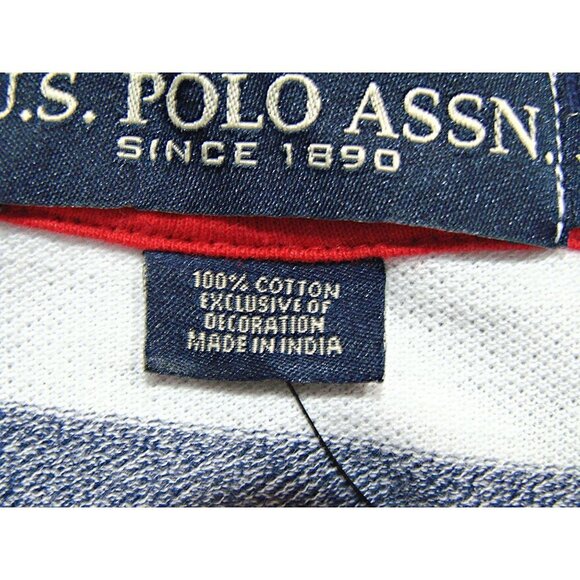 U.S. POLO ASSN.
SINCE 1890
100% COTTON
EXCLUSIVE OF
DECORATION
MADE IN INDIA